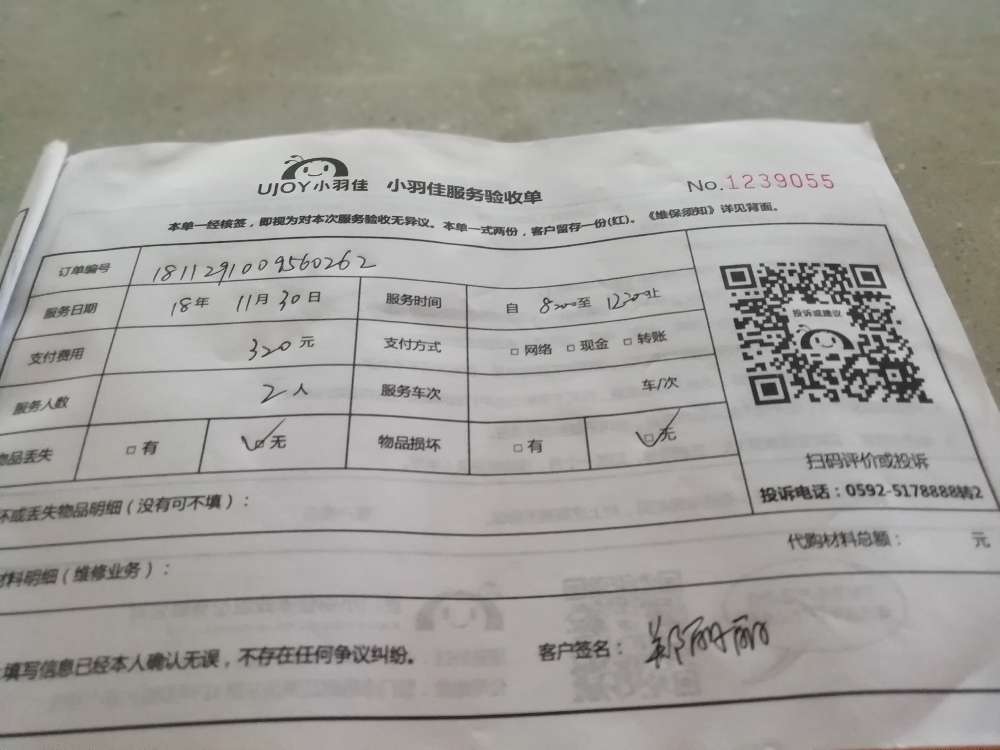 UJOY小羽佳 小羽佳服务验收单 No.1239055
本单一经核签，即视为对本次服务验收无异议。本单一式两份，客户留存一份(红)。《维保须知》详见背面。
订单编号 1811291009560262
服务日期 18年 11月30日 服务时间 自 8:00至 12:00止
支付费用 320元 支付方式 □网络 □现金 □转账
服务人数 2人 服务车次 车/次
物品丢失 □有 ☑无 物品损坏 □有 ☑无
投诉或建议
扫码评价或投诉
投诉电话：0592-5178888转2
坏或丢失物品明细（没有可不填）：
材料明细（维修业务）： 代购材料总额： 元
填写信息已经本人确认无误，不存在任何争议纠纷。 客户签名： 郑丽丽